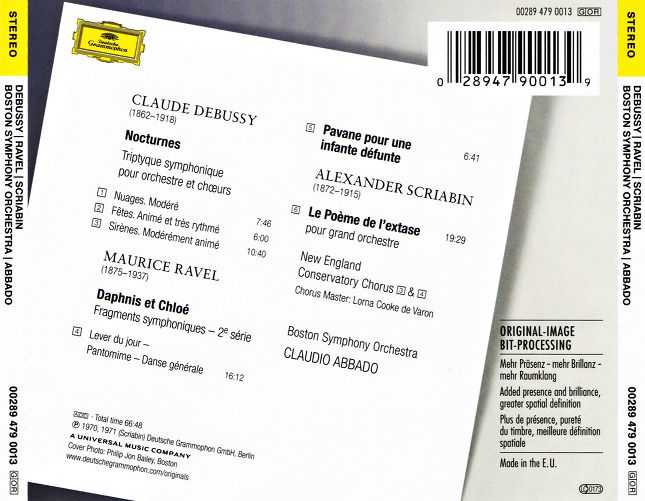 STEREO
DEBUSSY | RAVEL | SCRIABIN
BOSTON SYMPHONY ORCHESTRA | ABBADO
00289 479 0013 GOR
Deutsche
Grammophon
00289 479 0013 GOR
0 28947 90013 9
CLAUDE DEBUSSY
(1862–1918)
Nocturnes
Triptyque symphonique
pour orchestre et chœurs
1 Nuages. Modéré 7:46
2 Fêtes. Animé et très rythmé 6:00
3 Sirènes. Modérément animé 10:40
MAURICE RAVEL
(1875–1937)
Daphnis et Chloé
Fragments symphoniques – 2e série
4 Lever du jour –
Pantomime – Danse générale 16:12
5 Pavane pour une
infante défunte 6:41
ALEXANDER SCRIABIN
(1872–1915)
6 Le Poème de l'extase 19:29
pour grand orchestre
New England
Conservatory Chorus 3 & 4
Chorus Master: Lorna Cooke de Varon
Boston Symphony Orchestra
CLAUDIO ABBADO
ADD · Total time 66:48
℗ 1970, 1971 (Scriabin) Deutsche Grammophon GmbH, Berlin
A UNIVERSAL MUSIC COMPANY
Cover Photo: Philip Jon Bailey, Boston
www.deutschegrammophon.com/originals
ORIGINAL-IMAGE
BIT-PROCESSING
Mehr Präsenz – mehr Brillanz –
mehr Raumklang
Added presence and brilliance,
greater spatial definition
Plus de présence, pureté
du timbre, meilleure définition
spatiale
Made in the E. U.
LC 0173
STEREO
DEBUSSY | RAVEL | SCRIABIN
BOSTON SYMPHONY ORCHESTRA | ABBADO
00289 479 0013 GOR